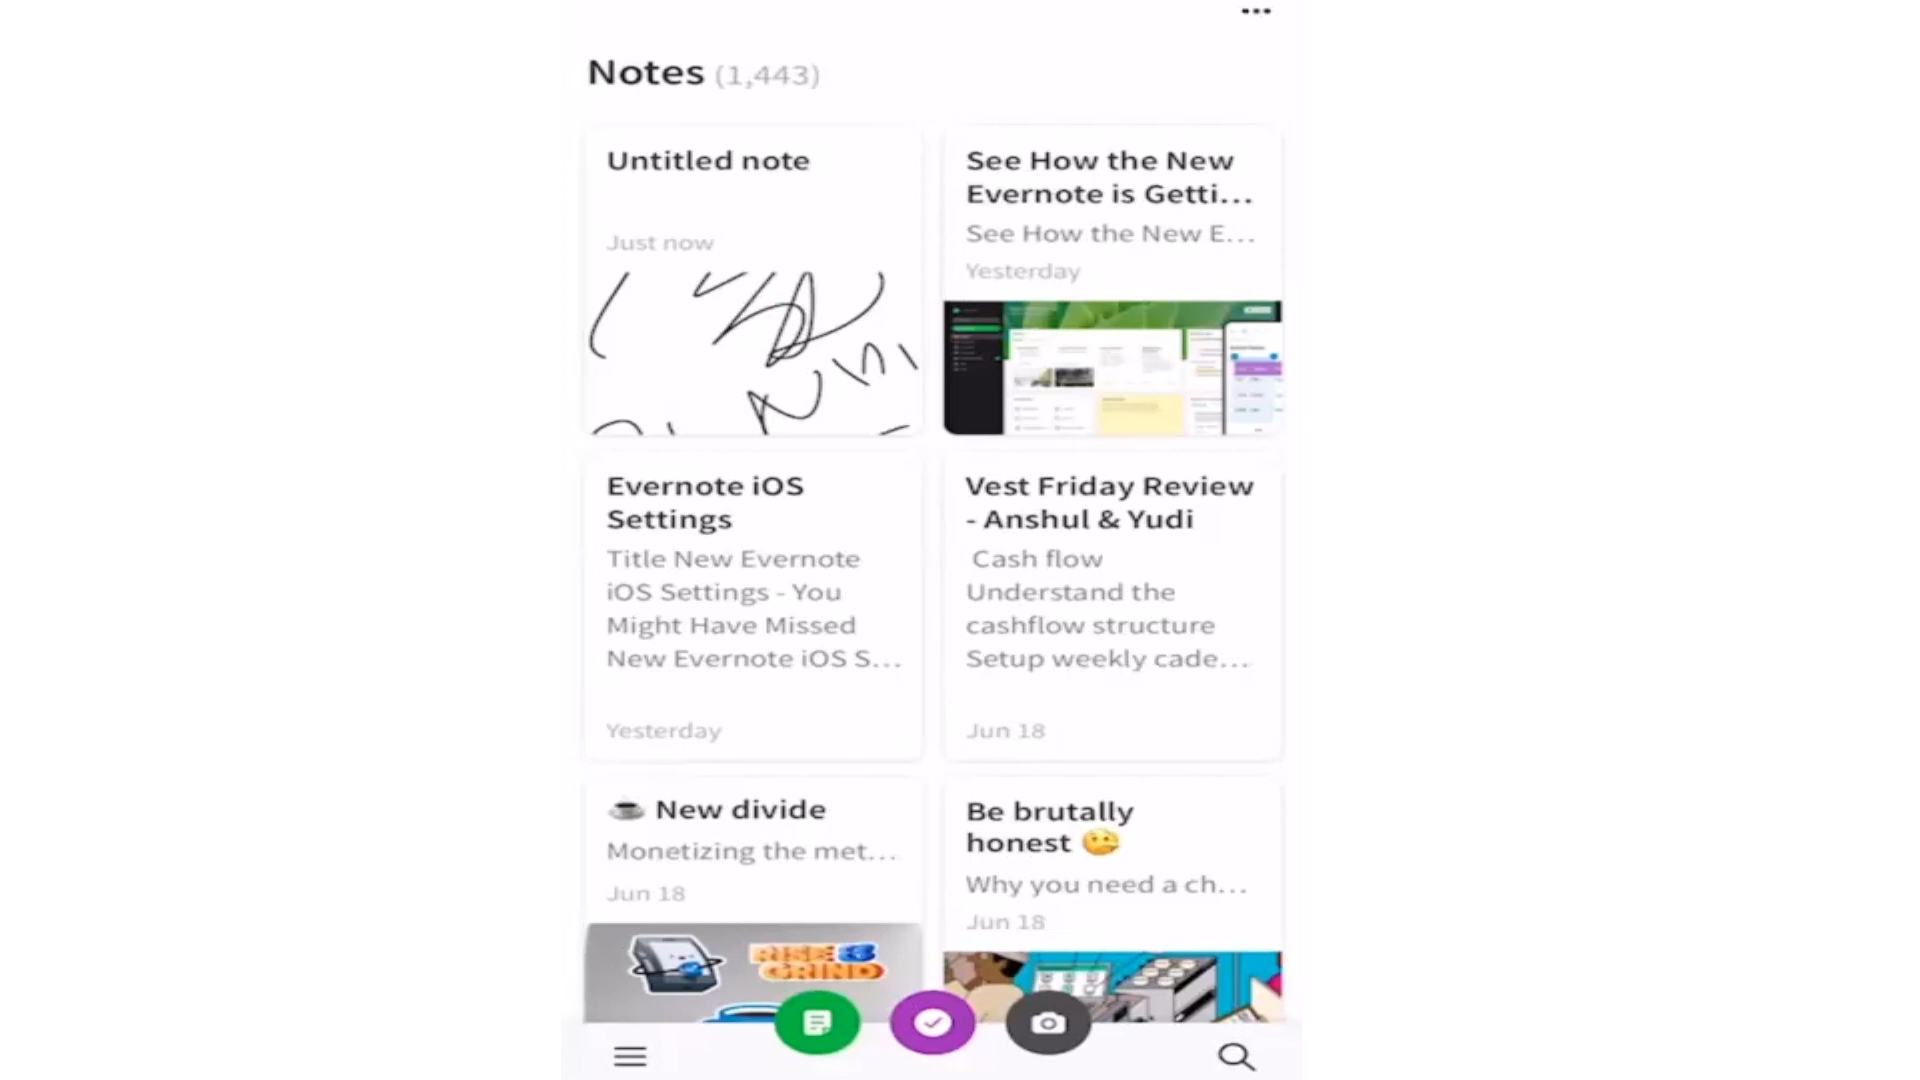 Notes (1,443)
Untitled note
Just now
See How the New
Evernote is Getti...
See How the New E...
Yesterday
Evernote iOS
Settings
Title New Evernote
iOS Settings - You
Might Have Missed
New Evernote iOS S...
Yesterday
Vest Friday Review
- Anshul & Yudi
Cash flow
Understand the
cashflow structure
Setup weekly cade...
Jun 18
☕ New divide
Monetizing the met...
Jun 18
RISE &
GRIND
Be brutally
honest 🤔
Why you need a ch...
Jun 18